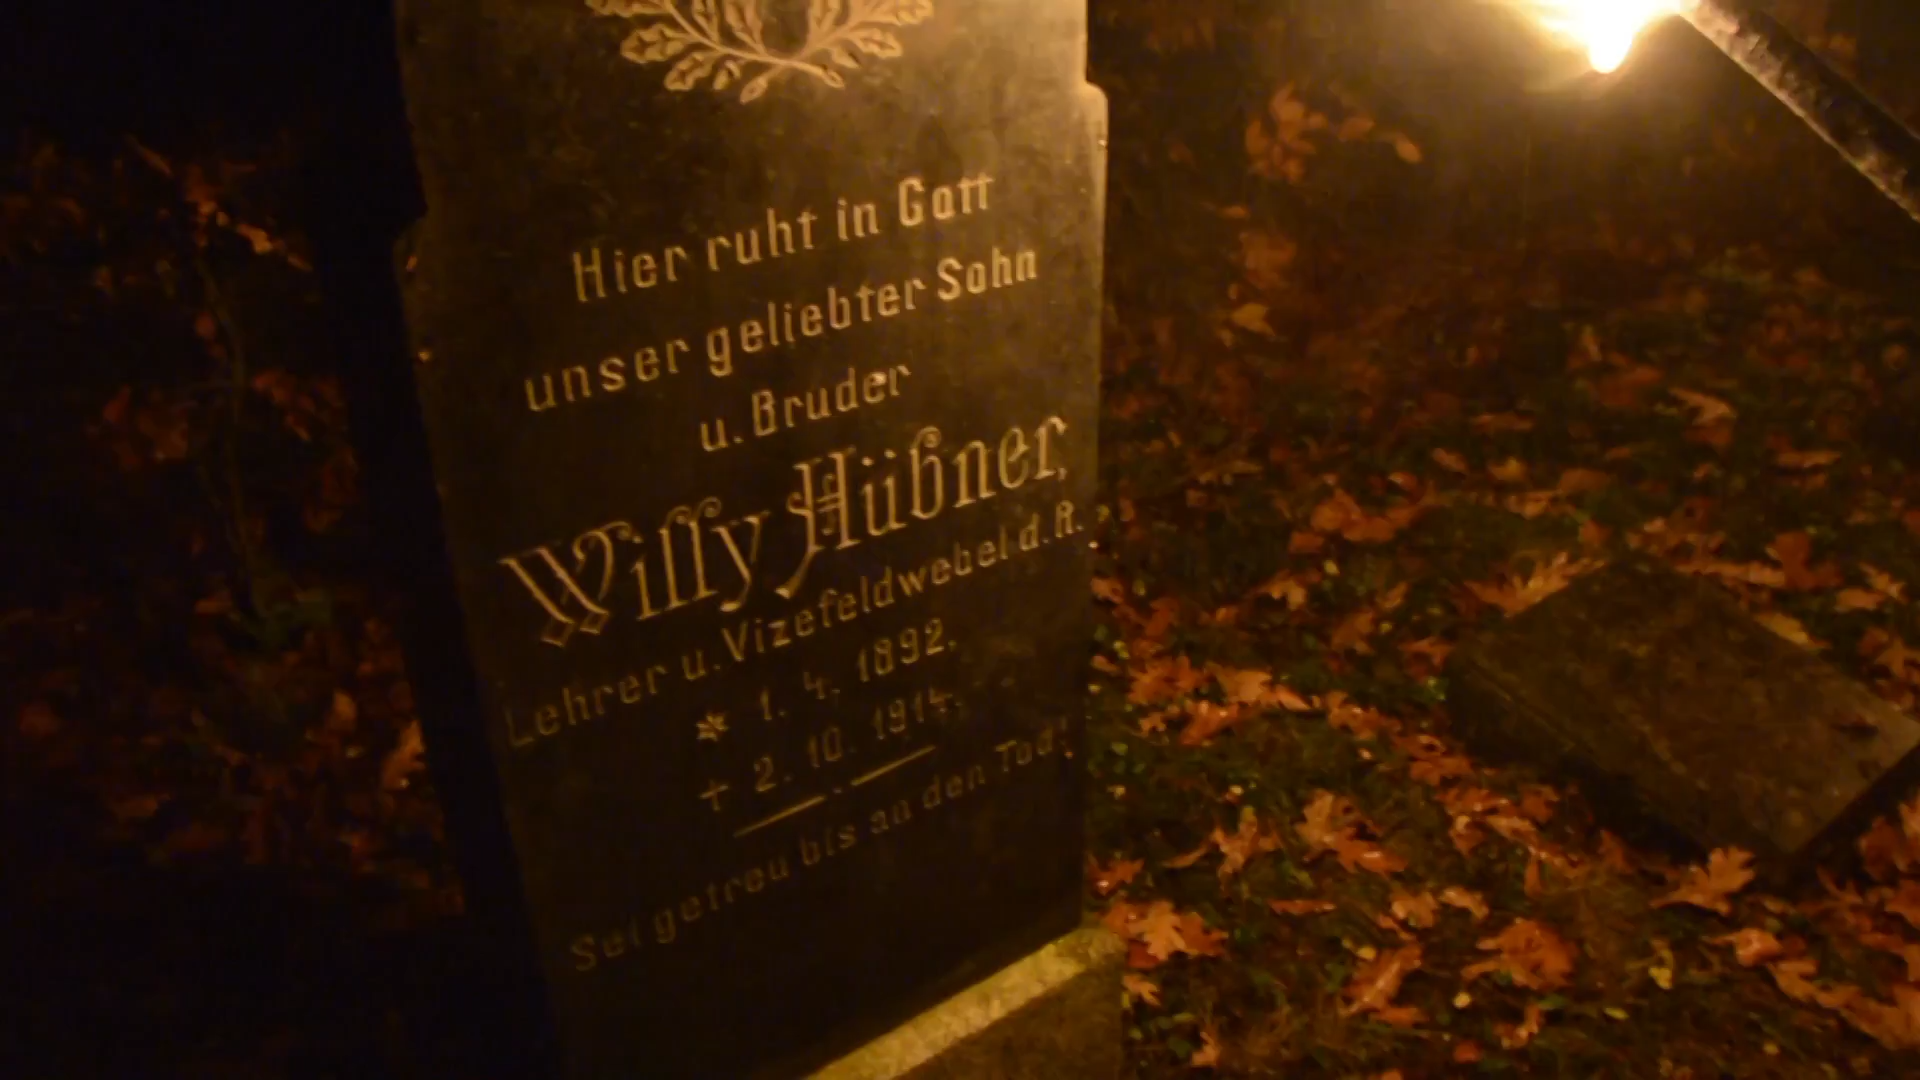 Hier ruht in Gott
unser geliebter Sohn
u. Bruder
Willy Hübner,
Lehrer u. Vizefeldwebel d. R.
* 1. 4. 1892.
† 2. 10. 1914.
Sei getreu bis an den Tod!